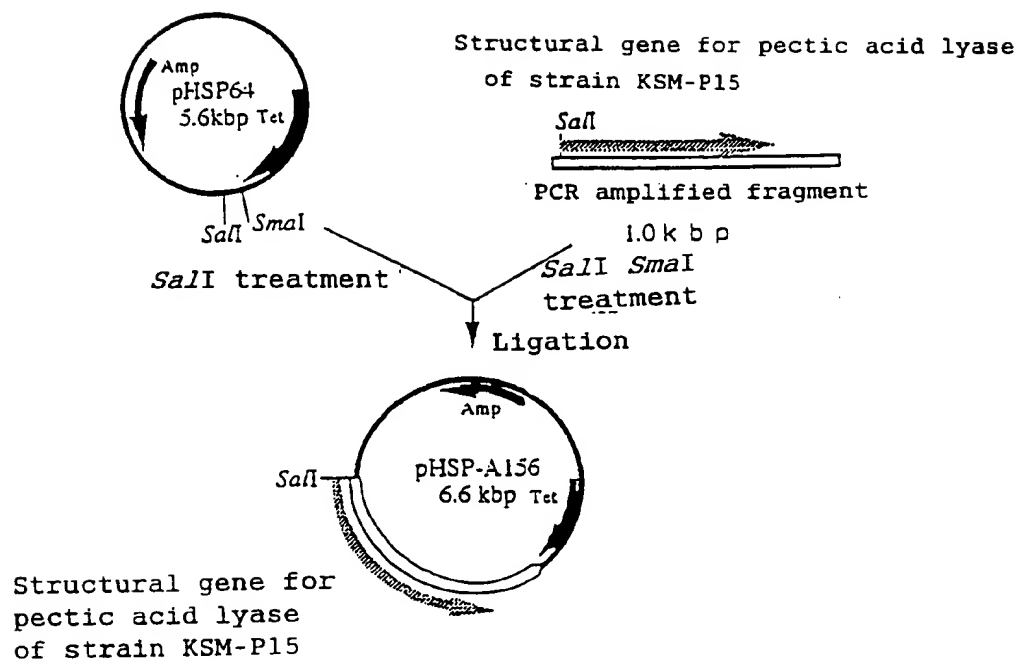 Structural gene for pectic acid lyase
of strain KSM-P15
Amp
pHSP64
5.6kbp Tet
SalI
PCR amplified fragment
1.0 k b p
SalI SmaI
SalI treatment
SalI SmaI
treatment
Ligation
Amp
pHSP-A156
6.6 kbp Tet
SalI
Structural gene for
pectic acid lyase
of strain KSM-P15